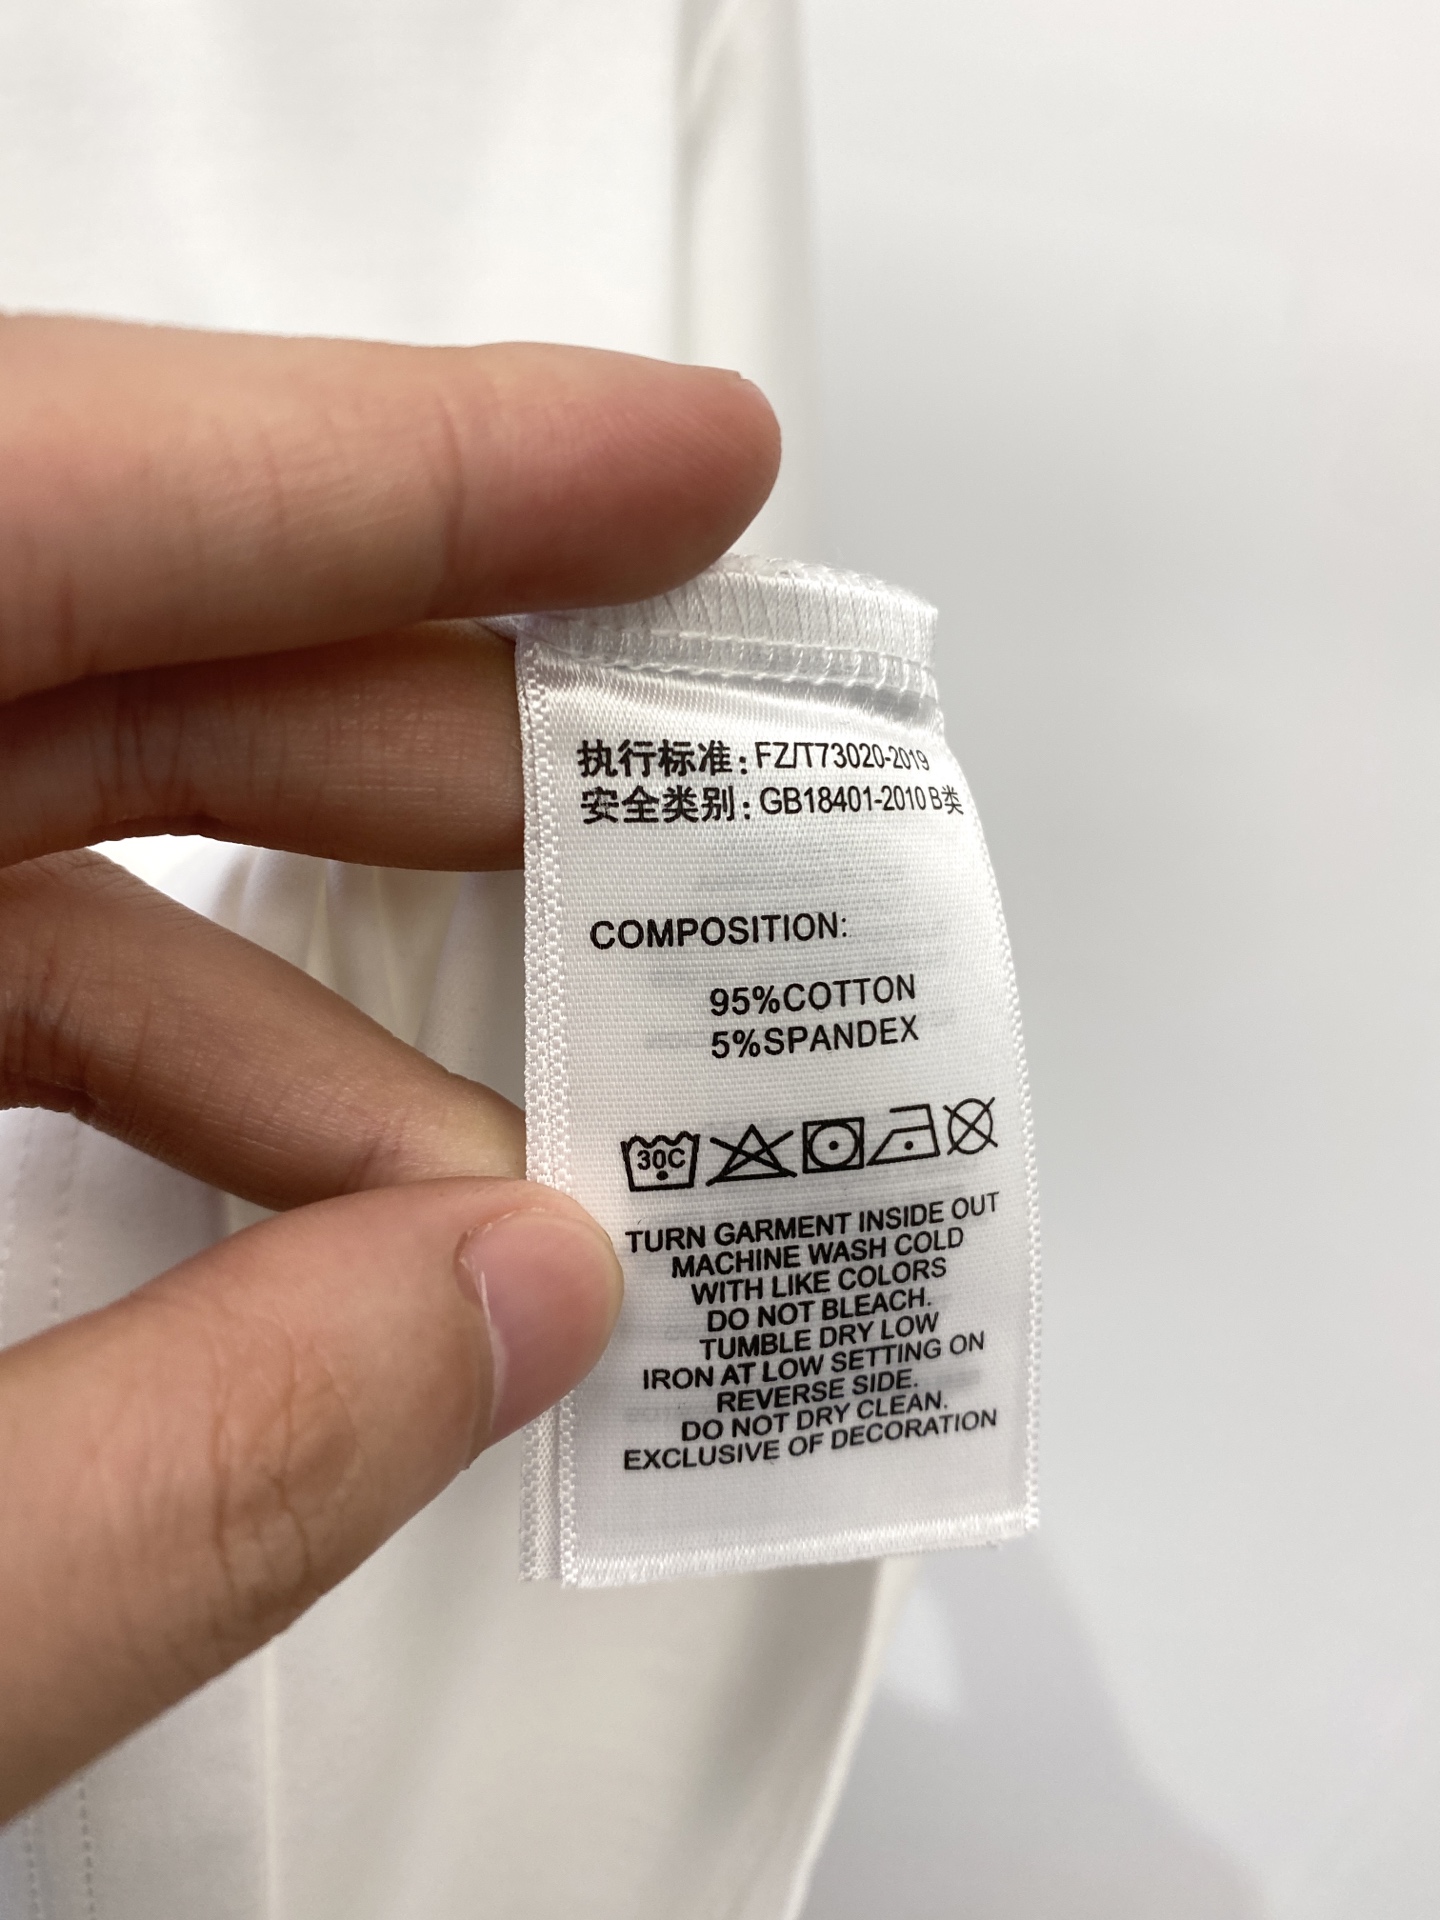 执行标准：FZ/T73020-2019
安全类别：GB18401-2010 B类
COMPOSITION:
95%COTTON
5%SPANDEX
30C
TURN GARMENT INSIDE OUT
MACHINE WASH COLD
WITH LIKE COLORS
DO NOT BLEACH.
TUMBLE DRY LOW
IRON AT LOW SETTING ON
REVERSE SIDE.
DO NOT DRY CLEAN.
EXCLUSIVE OF DECORATION